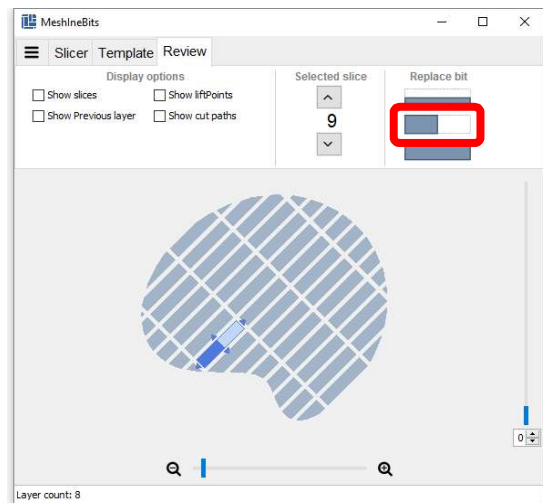 MeshIneBits
Slicer Template Review
Display options
Show slices Show liftPoints
Show Previous layer Show cut paths
Selected slice
9
Replace bit
0
Layer count: 8